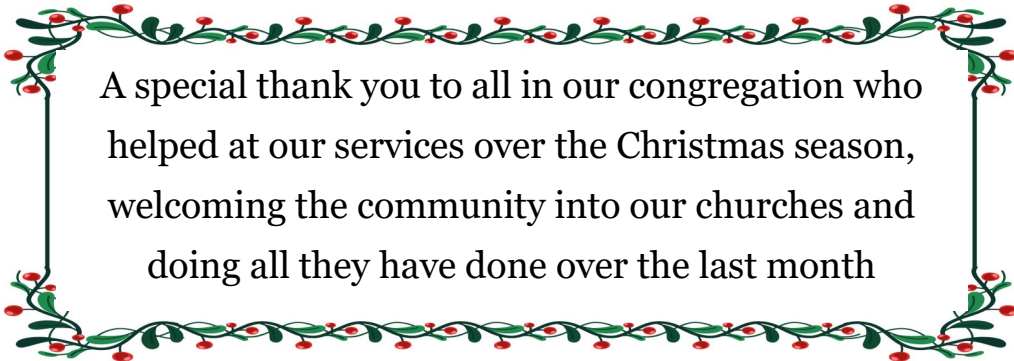 A special thank you to all in our congregation who
helped at our services over the Christmas season,
welcoming the community into our churches and
doing all they have done over the last month